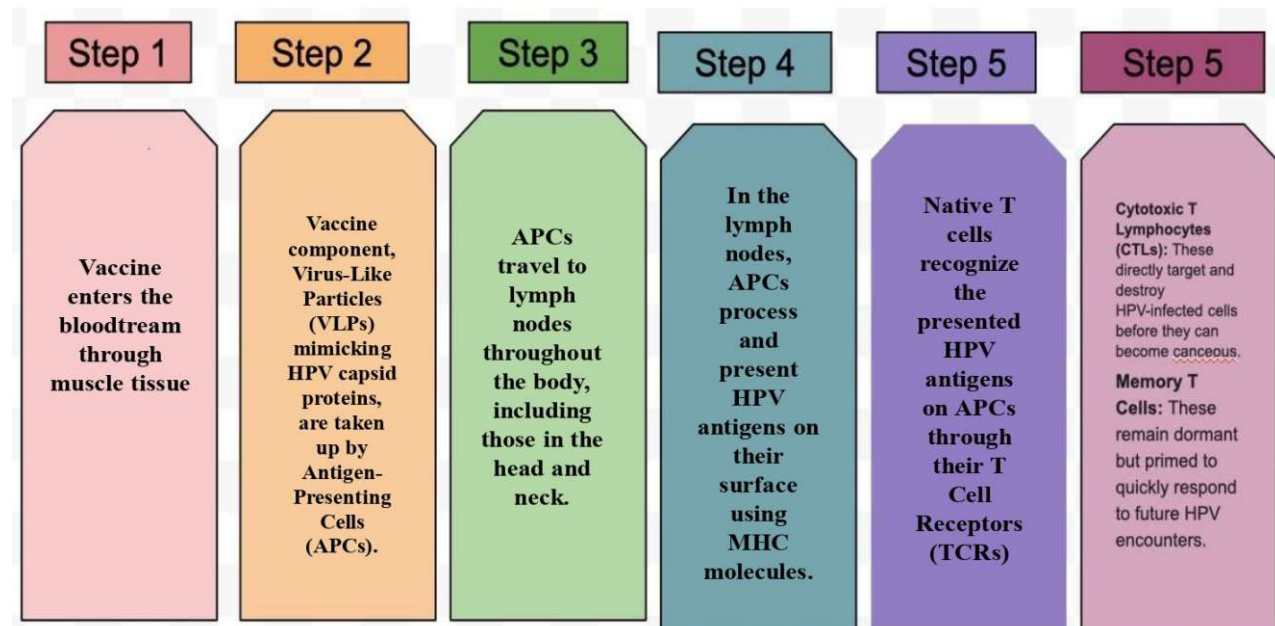 Step 1
Vaccine
enters the
bloodtream
through
muscle tissue
Step 2
Vaccine
component,
Virus-Like
Particles
(VLPs)
mimicking
HPV capsid
proteins,
are taken
up by
Antigen-
Presenting
Cells
(APCs).
Step 3
APCs
travel to
lymph
nodes
throughout
the body,
including
those in the
head and
neck.
Step 4
In the
lymph
nodes,
APCs
process
and
present
HPV
antigens on
their
surface
using
MHC
molecules.
Step 5
Native T
cells
recognize
the
presented
HPV
antigens
on APCs
through
their T
Cell
Receptors
(TCRs)
Step 5
Cytotoxic T
Lymphocytes
(CTLs): These
directly target and
destroy
HPV-infected cells
before they can
become canceous.
Memory T
Cells: These
remain dormant
but primed to
quickly respond
to future HPV
encounters.